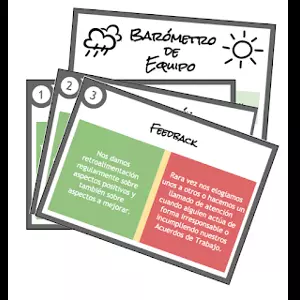 Barómetro
de
Equipo
1
2
3
Feedback
Nos damos
retroalimentación
regularmente sobre
aspectos positivos y
también sobre
aspectos a mejorar.
Rara vez nos elogiamos
unos a otros o hacemos un
llamado de atención
cuando alguien actúa de
forma irresponsable o
incumpliendo nuestros
Acuerdos de Trabajo.